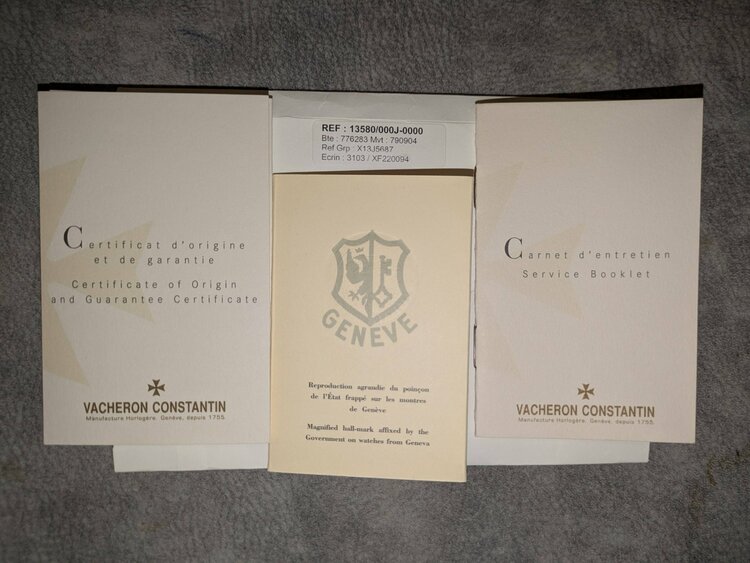 Certificat d'origine
et de garantie
Certificate of Origin
and Guarantee Certificate
VACHERON CONSTANTIN
Manufacture Horlogère. Genève, depuis 1755.
REF : 13580/000J-0000
Bte : 776283 Mvt : 790904
Ref Grp : X13J5687
Ecrin : 3103 / XF220094
GENEVE
Reproduction agrandie du poinçon
de l'État frappé sur les montres
de Genève
Magnified hall-mark affixed by the
Government on watches from Geneva
Carnet d'entretien
Service Booklet
VACHERON CONSTANTIN
Manufacture Horlogère. Genève, depuis 1755.